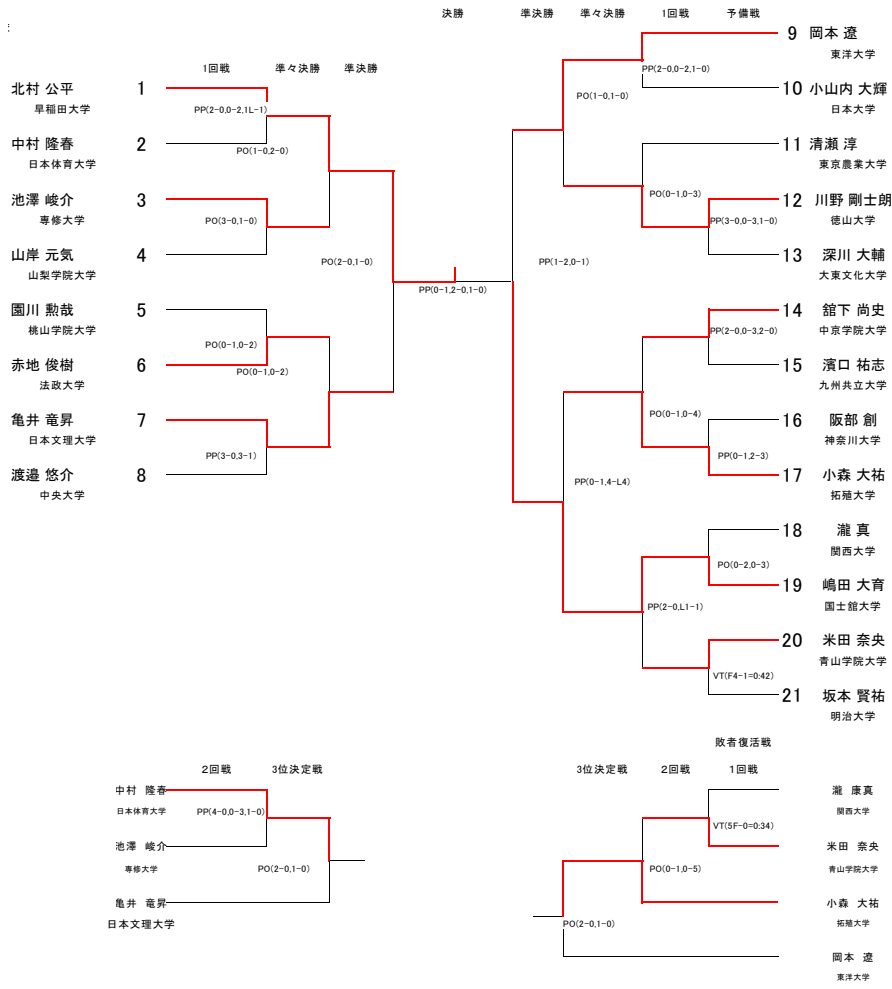 決勝 準決勝 準々決勝 1回戦 予備戦
1回戦 準々決勝 準決勝
北村 公平 1
早稲田大学
PP(2-0,0-2,1L-1)
中村 隆春 2
日本体育大学
PO(1-0,2-0)
池澤 峻介 3
専修大学
PO(3-0,1-0)
山岸 元気 4
山梨学院大学
PO(2-0,1-0)
園川 勲哉 5
桃山学院大学
PO(0-1,0-2)
赤地 俊樹 6
法政大学
PO(0-1,0-2)
亀井 竜昇 7
日本文理大学
PP(3-0,3-1)
渡邉 悠介 8
中央大学
PP(0-1,2-0,1-0)
9 岡本 遼
東洋大学
PP(2-0,0-2,1-0)
10 小山内 大輝
日本大学
PO(1-0,1-0)
11 清瀬 淳
東京農業大学
PO(0-1,0-3)
12 川野 剛士朗
徳山大学
PP(3-0,0-3,1-0)
13 深川 大輔
大東文化大学
PP(1-2,0-1)
14 舘下 尚史
中京学院大学
PP(2-0,0-3,2-0)
15 濱口 祐志
九州共立大学
PO(0-1,0-4)
16 阪部 創
神奈川大学
PP(0-1,2-3)
17 小森 大祐
拓殖大学
PP(0-1,4-L4)
18 瀧 真
関西大学
PO(0-2,0-3)
19 嶋田 大育
国士舘大学
PP(2-0,L1-1)
20 米田 奈央
青山学院大学
VT(F4-1=0:42)
21 坂本 賢祐
明治大学
2回戦 3位決定戦
中村 隆春
日本体育大学
PP(4-0,0-3,1-0)
池澤 峻介
専修大学
PO(2-0,1-0)
亀井 竜昇
日本文理大学
敗者復活戦
3位決定戦 2回戦 1回戦
瀧 康真
関西大学
VT(5F-0=0:34)
米田 奈央
青山学院大学
PO(0-1,0-5)
小森 大祐
拓殖大学
PO(2-0,1-0)
岡本 遼
東洋大学